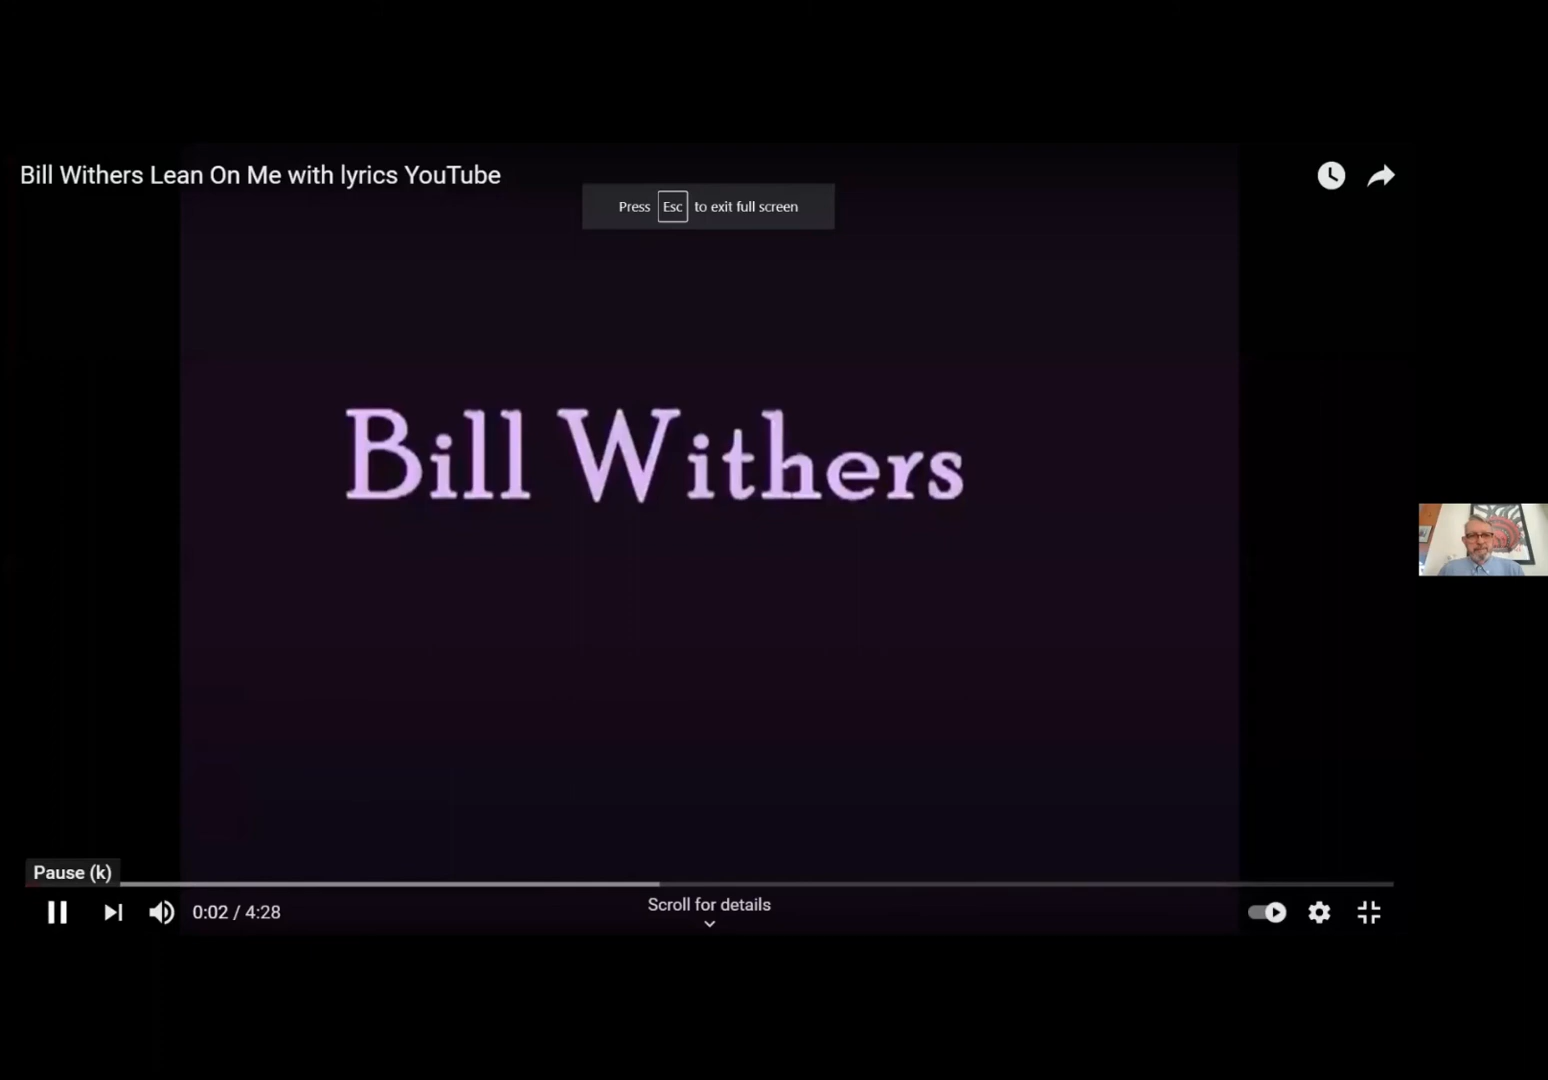 Bill Withers Lean On Me with lyrics YouTube
Press Esc to exit full screen
Bill Withers
Pause (k)
0:02 / 4:28
Scroll for details